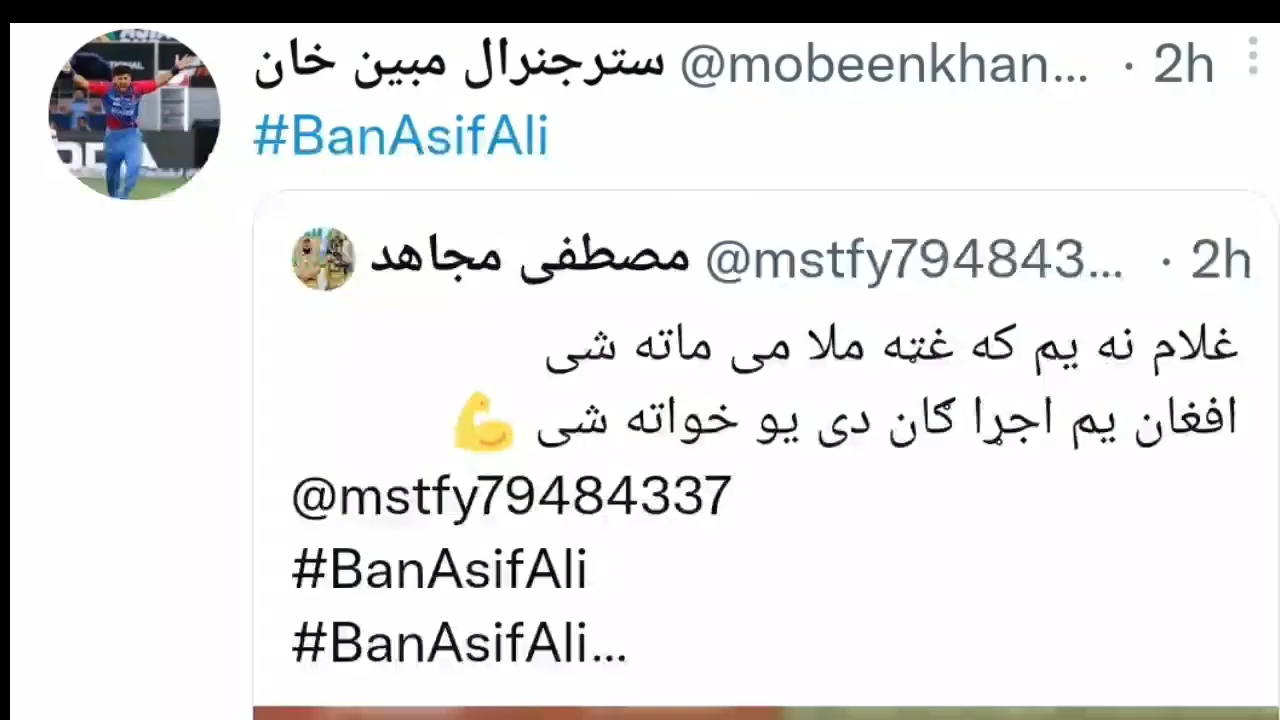 سترجنرال مبین خان @mobeenkhan... · 2h
#BanAsifAli
مصطفی مجاهد @mstfy794843... · 2h
غلام نه یم که غټه ملا می ماته شی
افغان یم اجړا ګان دی یو خواته شی 💪
@mstfy79484337
#BanAsifAli
#BanAsifAli...